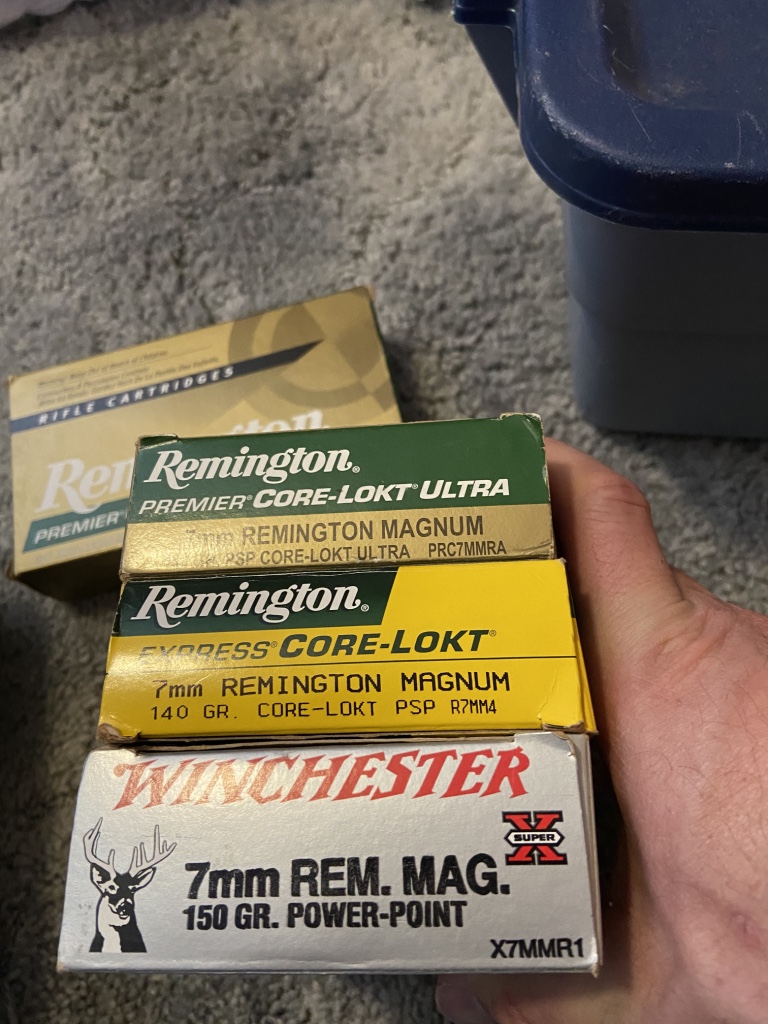 RIFLE CARTRIDGES
Remington
PREMIER®
Remington®
PREMIER® CORE-LOKT® ULTRA
7mm REMINGTON MAGNUM
PSP CORE-LOKT ULTRA PRC7MMRA
Remington®
EXPRESS® CORE-LOKT®
7mm REMINGTON MAGNUM
140 GR. CORE-LOKT PSP R7MM4
WINCHESTER
SUPER
X
7mm REM. MAG.
150 GR. POWER-POINT
X7MMR1